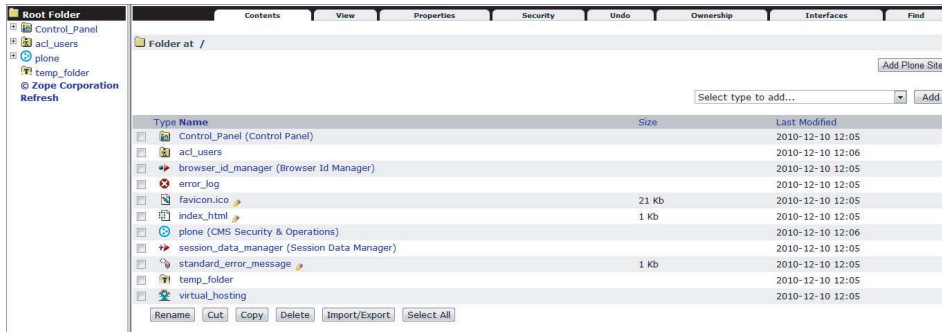 Root Folder
Control_Panel
acl_users
plone
temp_folder
© Zope Corporation
Refresh
Contents View Properties Security Undo Ownership Interfaces Find
Folder at /
Add Plone Site
Select type to add... Add
Type Name Size Last Modified
Control_Panel (Control Panel) 2010-12-10 12:05
acl_users 2010-12-10 12:06
browser_id_manager (Browser Id Manager) 2010-12-10 12:05
error_log 2010-12-10 12:05
favicon.ico 21 Kb 2010-12-10 12:05
index_html 1 Kb 2010-12-10 12:05
plone (CMS Security & Operations) 2010-12-10 12:06
session_data_manager (Session Data Manager) 2010-12-10 12:05
standard_error_message 1 Kb 2010-12-10 12:05
temp_folder 2010-12-10 12:05
virtual_hosting 2010-12-10 12:05
Rename Cut Copy Delete Import/Export Select All